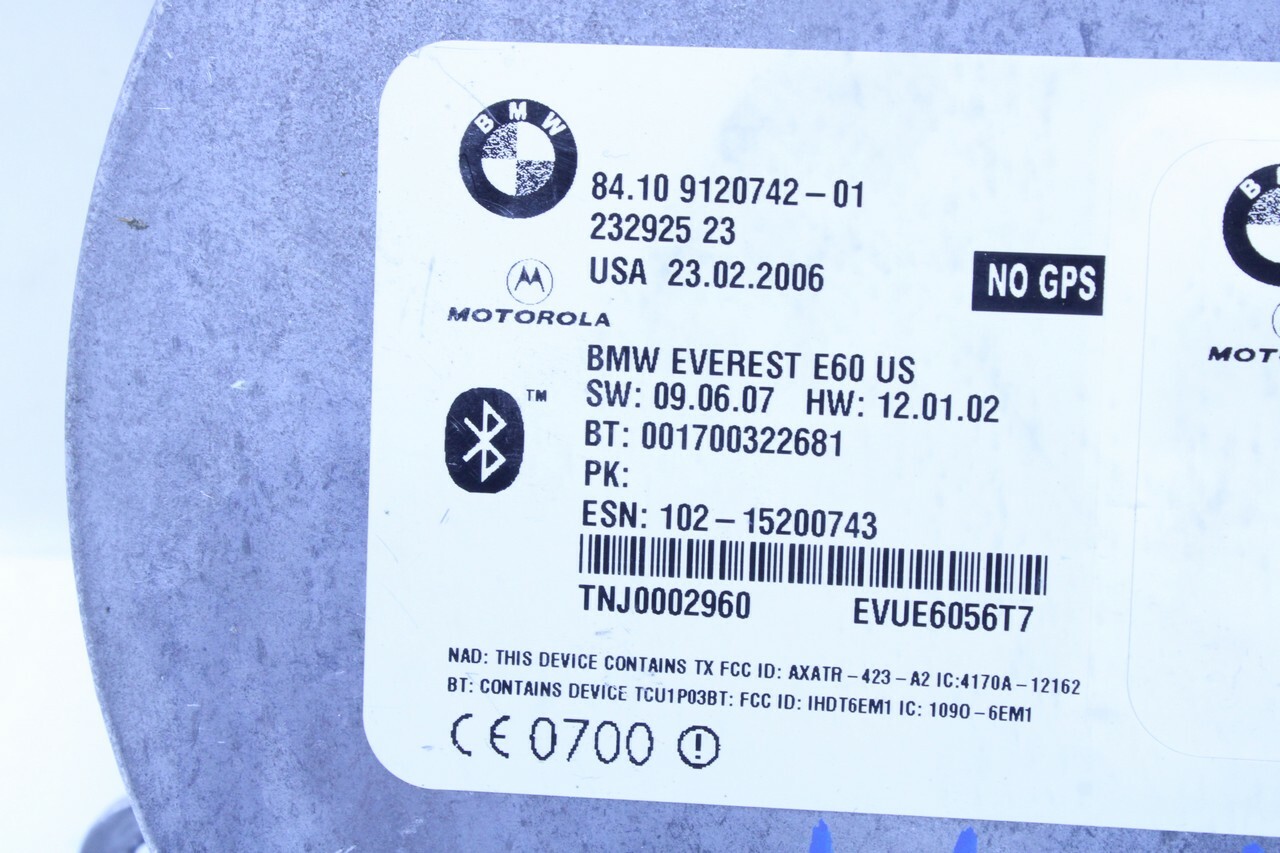 BMW
84.10 9120742-01
232925 23
USA 23.02.2006
NO GPS
MOTOROLA
BMW EVEREST E60 US
SW: 09.06.07 HW: 12.01.02
TM
BT: 001700322681
PK:
ESN: 102-15200743
TNJ0002960 EVUE6056T7
NAD: THIS DEVICE CONTAINS TX FCC ID: AXATR-423-A2 IC:4170A-12162
BT: CONTAINS DEVICE TCU1P03BT: FCC ID: IHDT6EM1 IC: 1090-6EM1
CE 0700 !
B
MOT